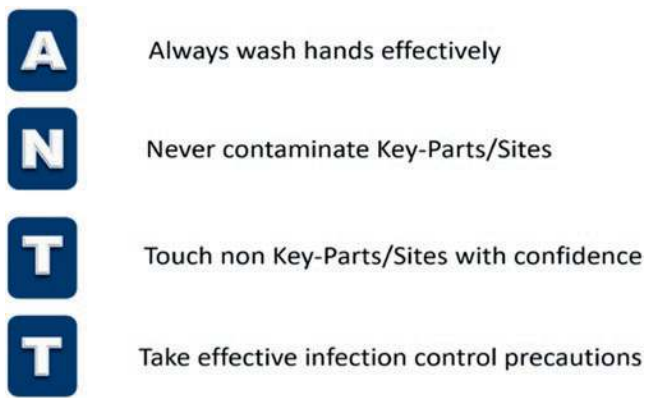 A Always wash hands effectively
N Never contaminate Key-Parts/Sites
T Touch non Key-Parts/Sites with confidence
T Take effective infection control precautions